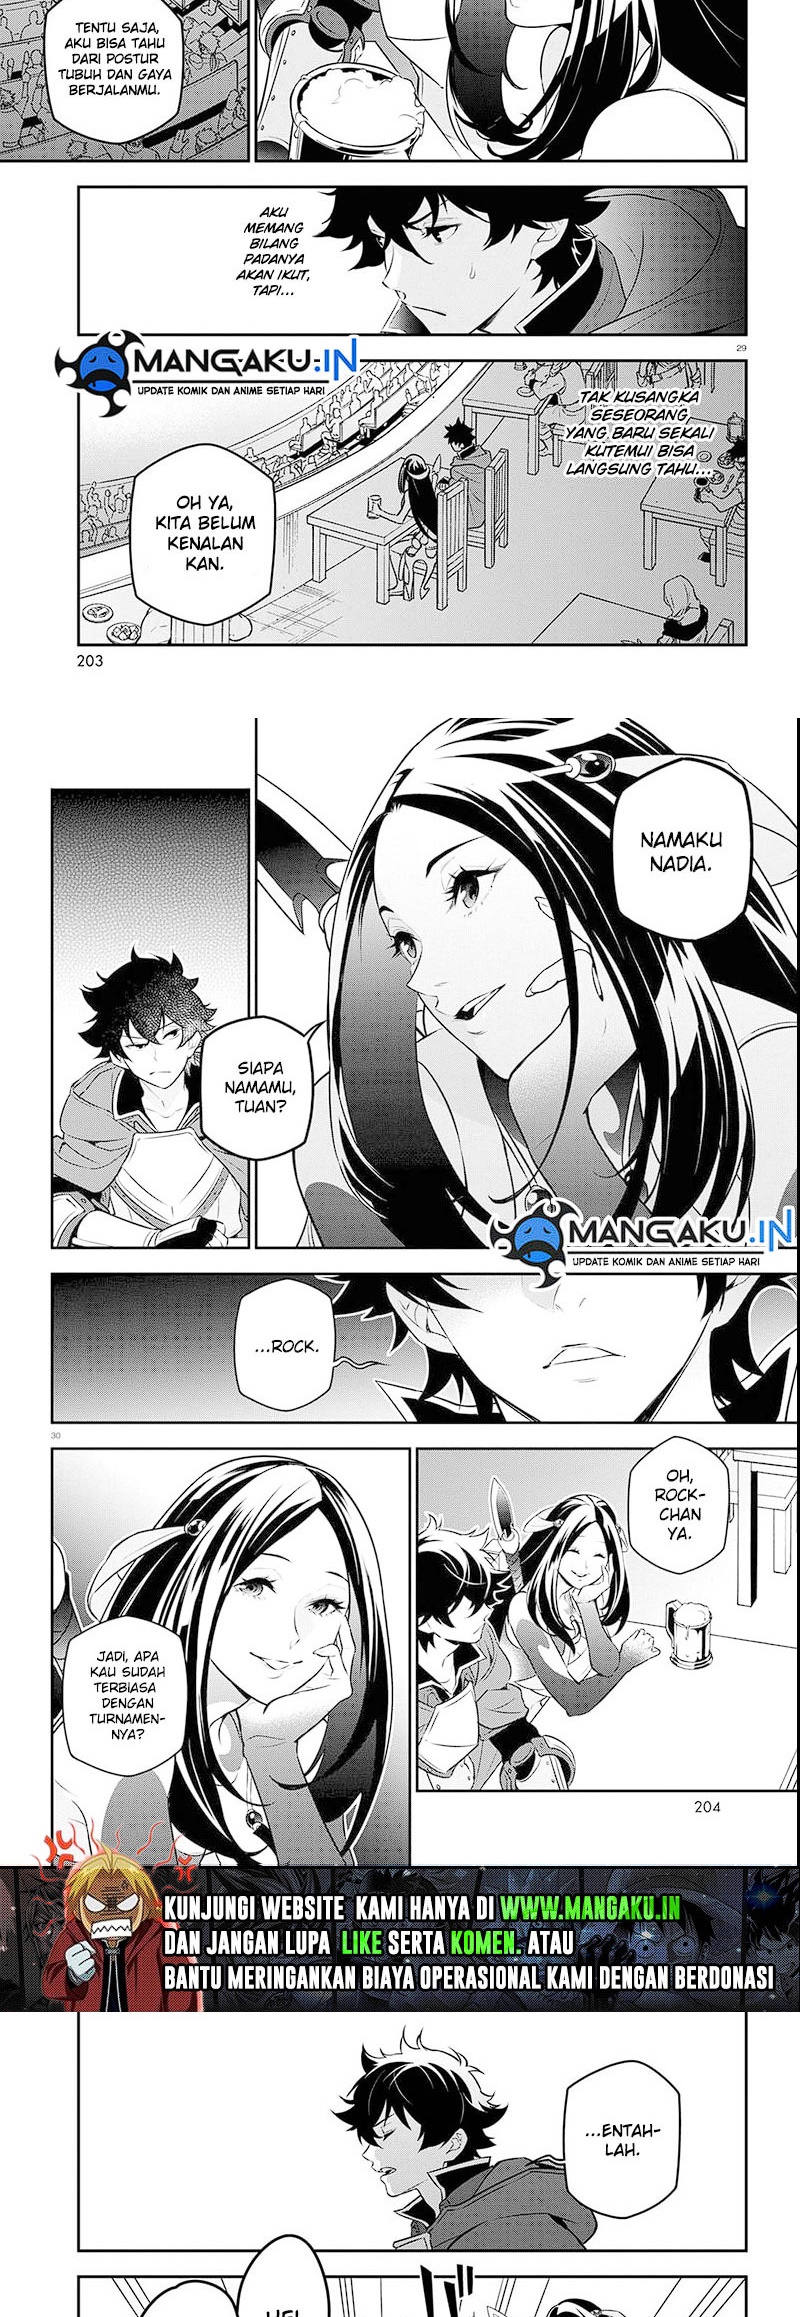 TENTU SAJA,
AKU BISA TAHU
DARI POSTUR
TUBUH DAN GAYA
BERJALANMU.
AKU
MEMANG
BILANG
PADANYA
AKAN IKUT,
TAPI...
29
MANGAKU.IN
UPDATE KOMIK DAN ANIME SETIAP HARI
TAK KUSANGKA
SESEORANG
YANG BARU SEKALI
KUTEMUI BISA
LANGSUNG TAHU...
OH YA,
KITA BELUM
KENALAN
KAN.
203
NAMAKU
NADIA.
SIAPA
NAMAMU,
TUAN?
MANGAKU.IN
UPDATE KOMIK DAN ANIME SETIAP HARI
...ROCK.
30
OH,
ROCK-
CHAN
YA.
JADI, APA
KAU SUDAH
TERBIASA
DENGAN
TURNAMEN-
NYA?
204
KUNJUNGI WEBSITE KAMI HANYA DI WWW.MANGAKU.IN
DAN JANGAN LUPA LIKE SERTA KOMEN. ATAU
BANTU MERINGANKAN BIAYA OPERASIONAL KAMI DENGAN BERDONASI
...ENTAH-
LAH.